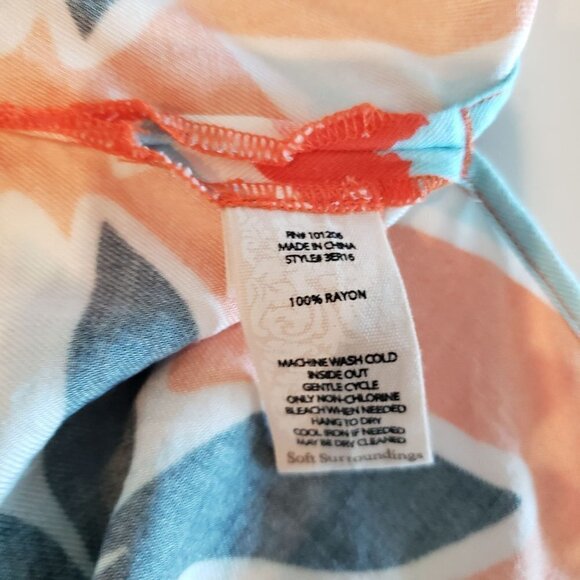 RN# 101206
MADE IN CHINA
STYLE# 3ER16
100% RAYON
MACHINE WASH COLD
INSIDE OUT
GENTLE CYCLE
ONLY NON-CHLORINE
BLEACH WHEN NEEDED
HANG TO DRY
COOL IRON IF NEEDED
MAY BE DRY CLEANED
Soft Surroundings